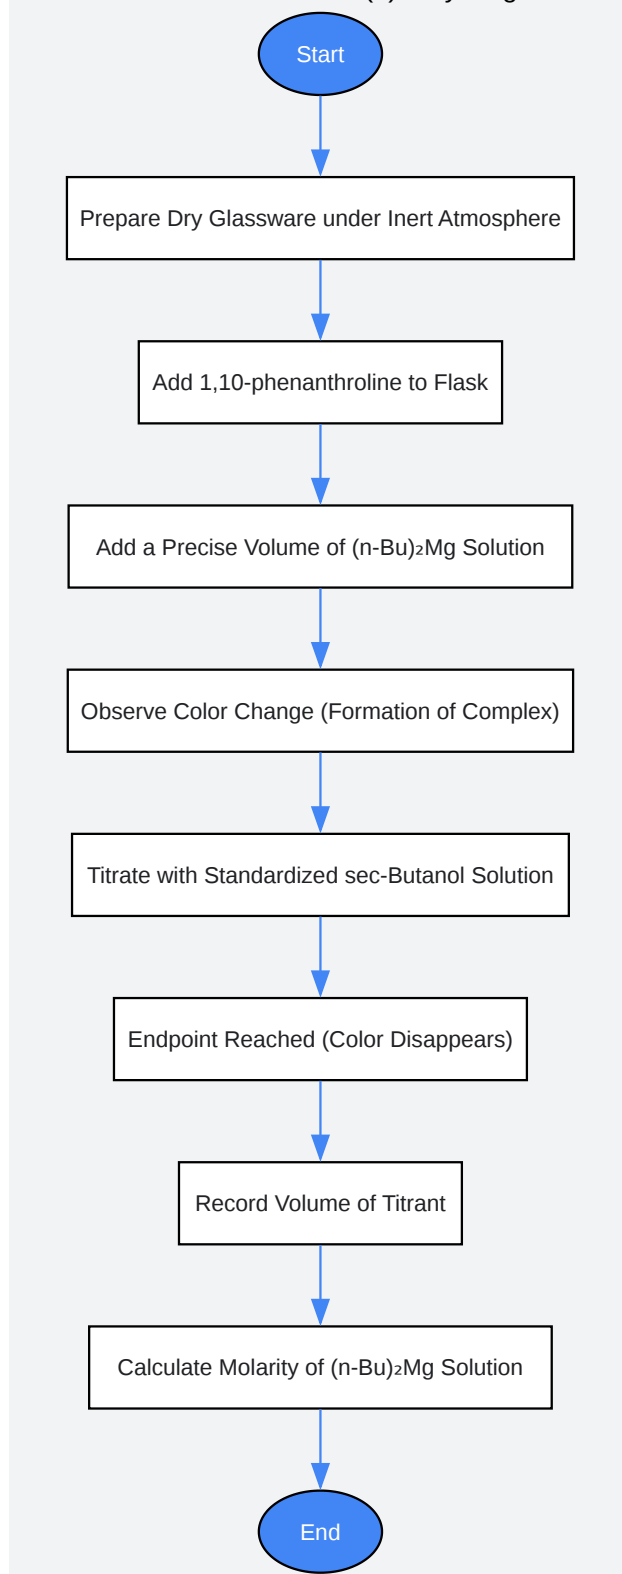 Start
Prepare Dry Glassware under Inert Atmosphere
Add 1,10-phenanthroline to Flask
Add a Precise Volume of (n-Bu)₂Mg Solution
Observe Color Change (Formation of Complex)
Titrate with Standardized sec-Butanol Solution
Endpoint Reached (Color Disappears)
Record Volume of Titrant
Calculate Molarity of (n-Bu)₂Mg Solution
End